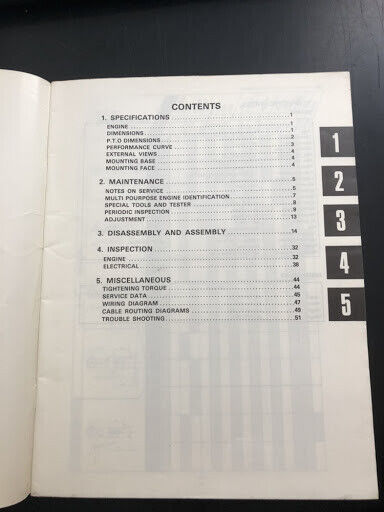 CONTENTS
1. SPECIFICATIONS ........ 1
ENGINE ........ 1
DIMENSIONS ........ 1
P.T.O DIMENSIONS ........ 2
PERFORMANCE CURVE ........ 3
EXTERNAL VIEWS ........ 4
MOUNTING BASE ........ 4
MOUNTING FACE ........ 4
2. MAINTENANCE ........ 5
NOTES ON SERVICE ........ 5
MULTI POURPOSE ENGINE IDENTIFICATION ........ 7
SPECIAL TOOLS AND TESTER ........ 8
PERIODIC INSPECTION ........ 9
ADJUSTMENT ........ 13
3. DISASSEMBLY AND ASSEMBLY ........ 14
4. INSPECTION ........ 32
ENGINE ........ 32
ELECTRICAL ........ 38
5. MISCELLANEOUS ........ 44
TIGHTENING TORQUE ........ 44
SERVICE DATA ........ 45
WIRING DIAGRAM ........ 47
CABLE ROUTING DIAGRAMS ........ 49
TROUBLE SHOOTING ........ 51
1
2
3
4
5